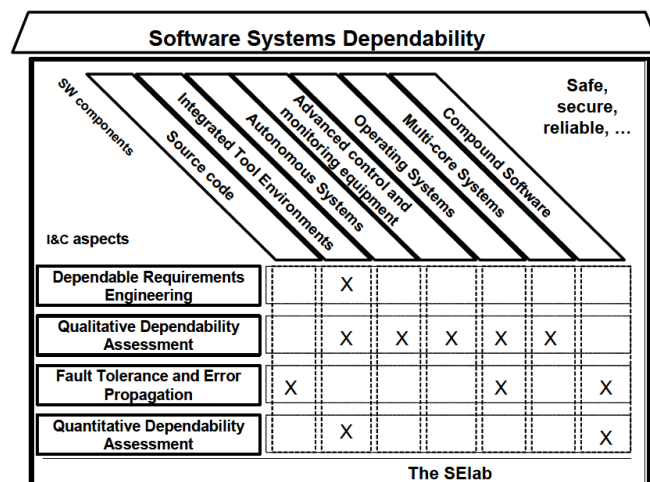 Software Systems Dependability
SW components
Source code
Integrated Tool Environments
Autonomous Systems
Advanced control and
monitoring equipment
Operating Systems
Multi-core Systems
Compound Software
Safe,
secure,
reliable, ...
I&C aspects
Dependable Requirements
Engineering
X
Qualitative Dependability
Assessment
X X X X X
Fault Tolerance and Error
Propagation
X X X
Quantitative Dependability
Assessment
X X
The SElab